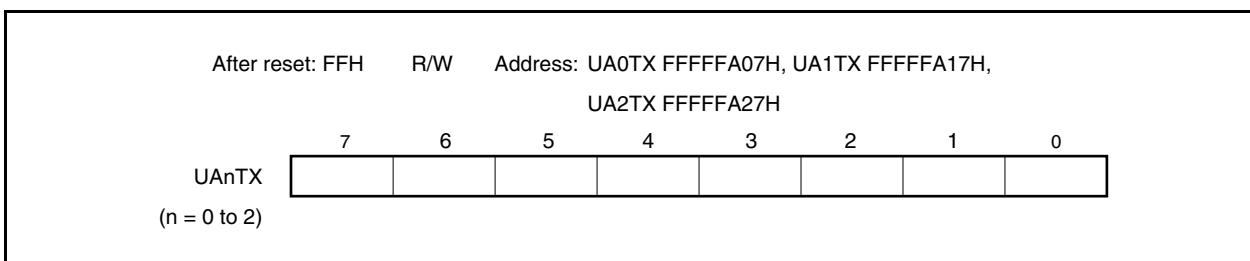 After reset: FFH R/W Address: UA0TX FFFFFA07H, UA1TX FFFFFA17H,
UA2TX FFFFFA27H
7 6 5 4 3 2 1 0
UAnTX
(n = 0 to 2)